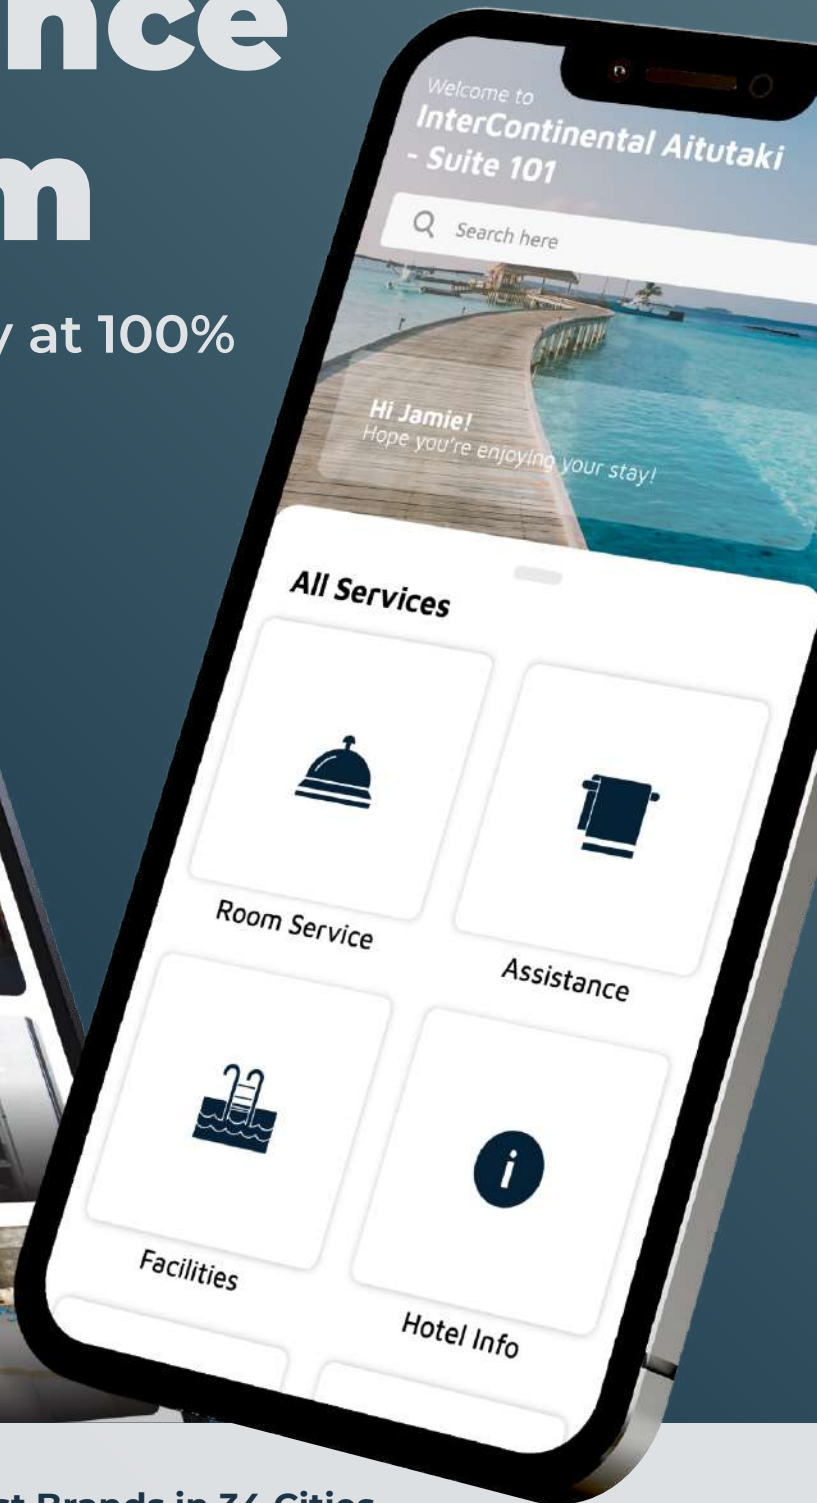 nce
m
y at 100%
Welcome to
InterContinental Aitutaki
- Suite 101
Search here
Hi Jamie!
Hope you're enjoying your stay!
All Services
Room Service
Assistance
Facilities
Hotel Info
st Brands in 34 Cities